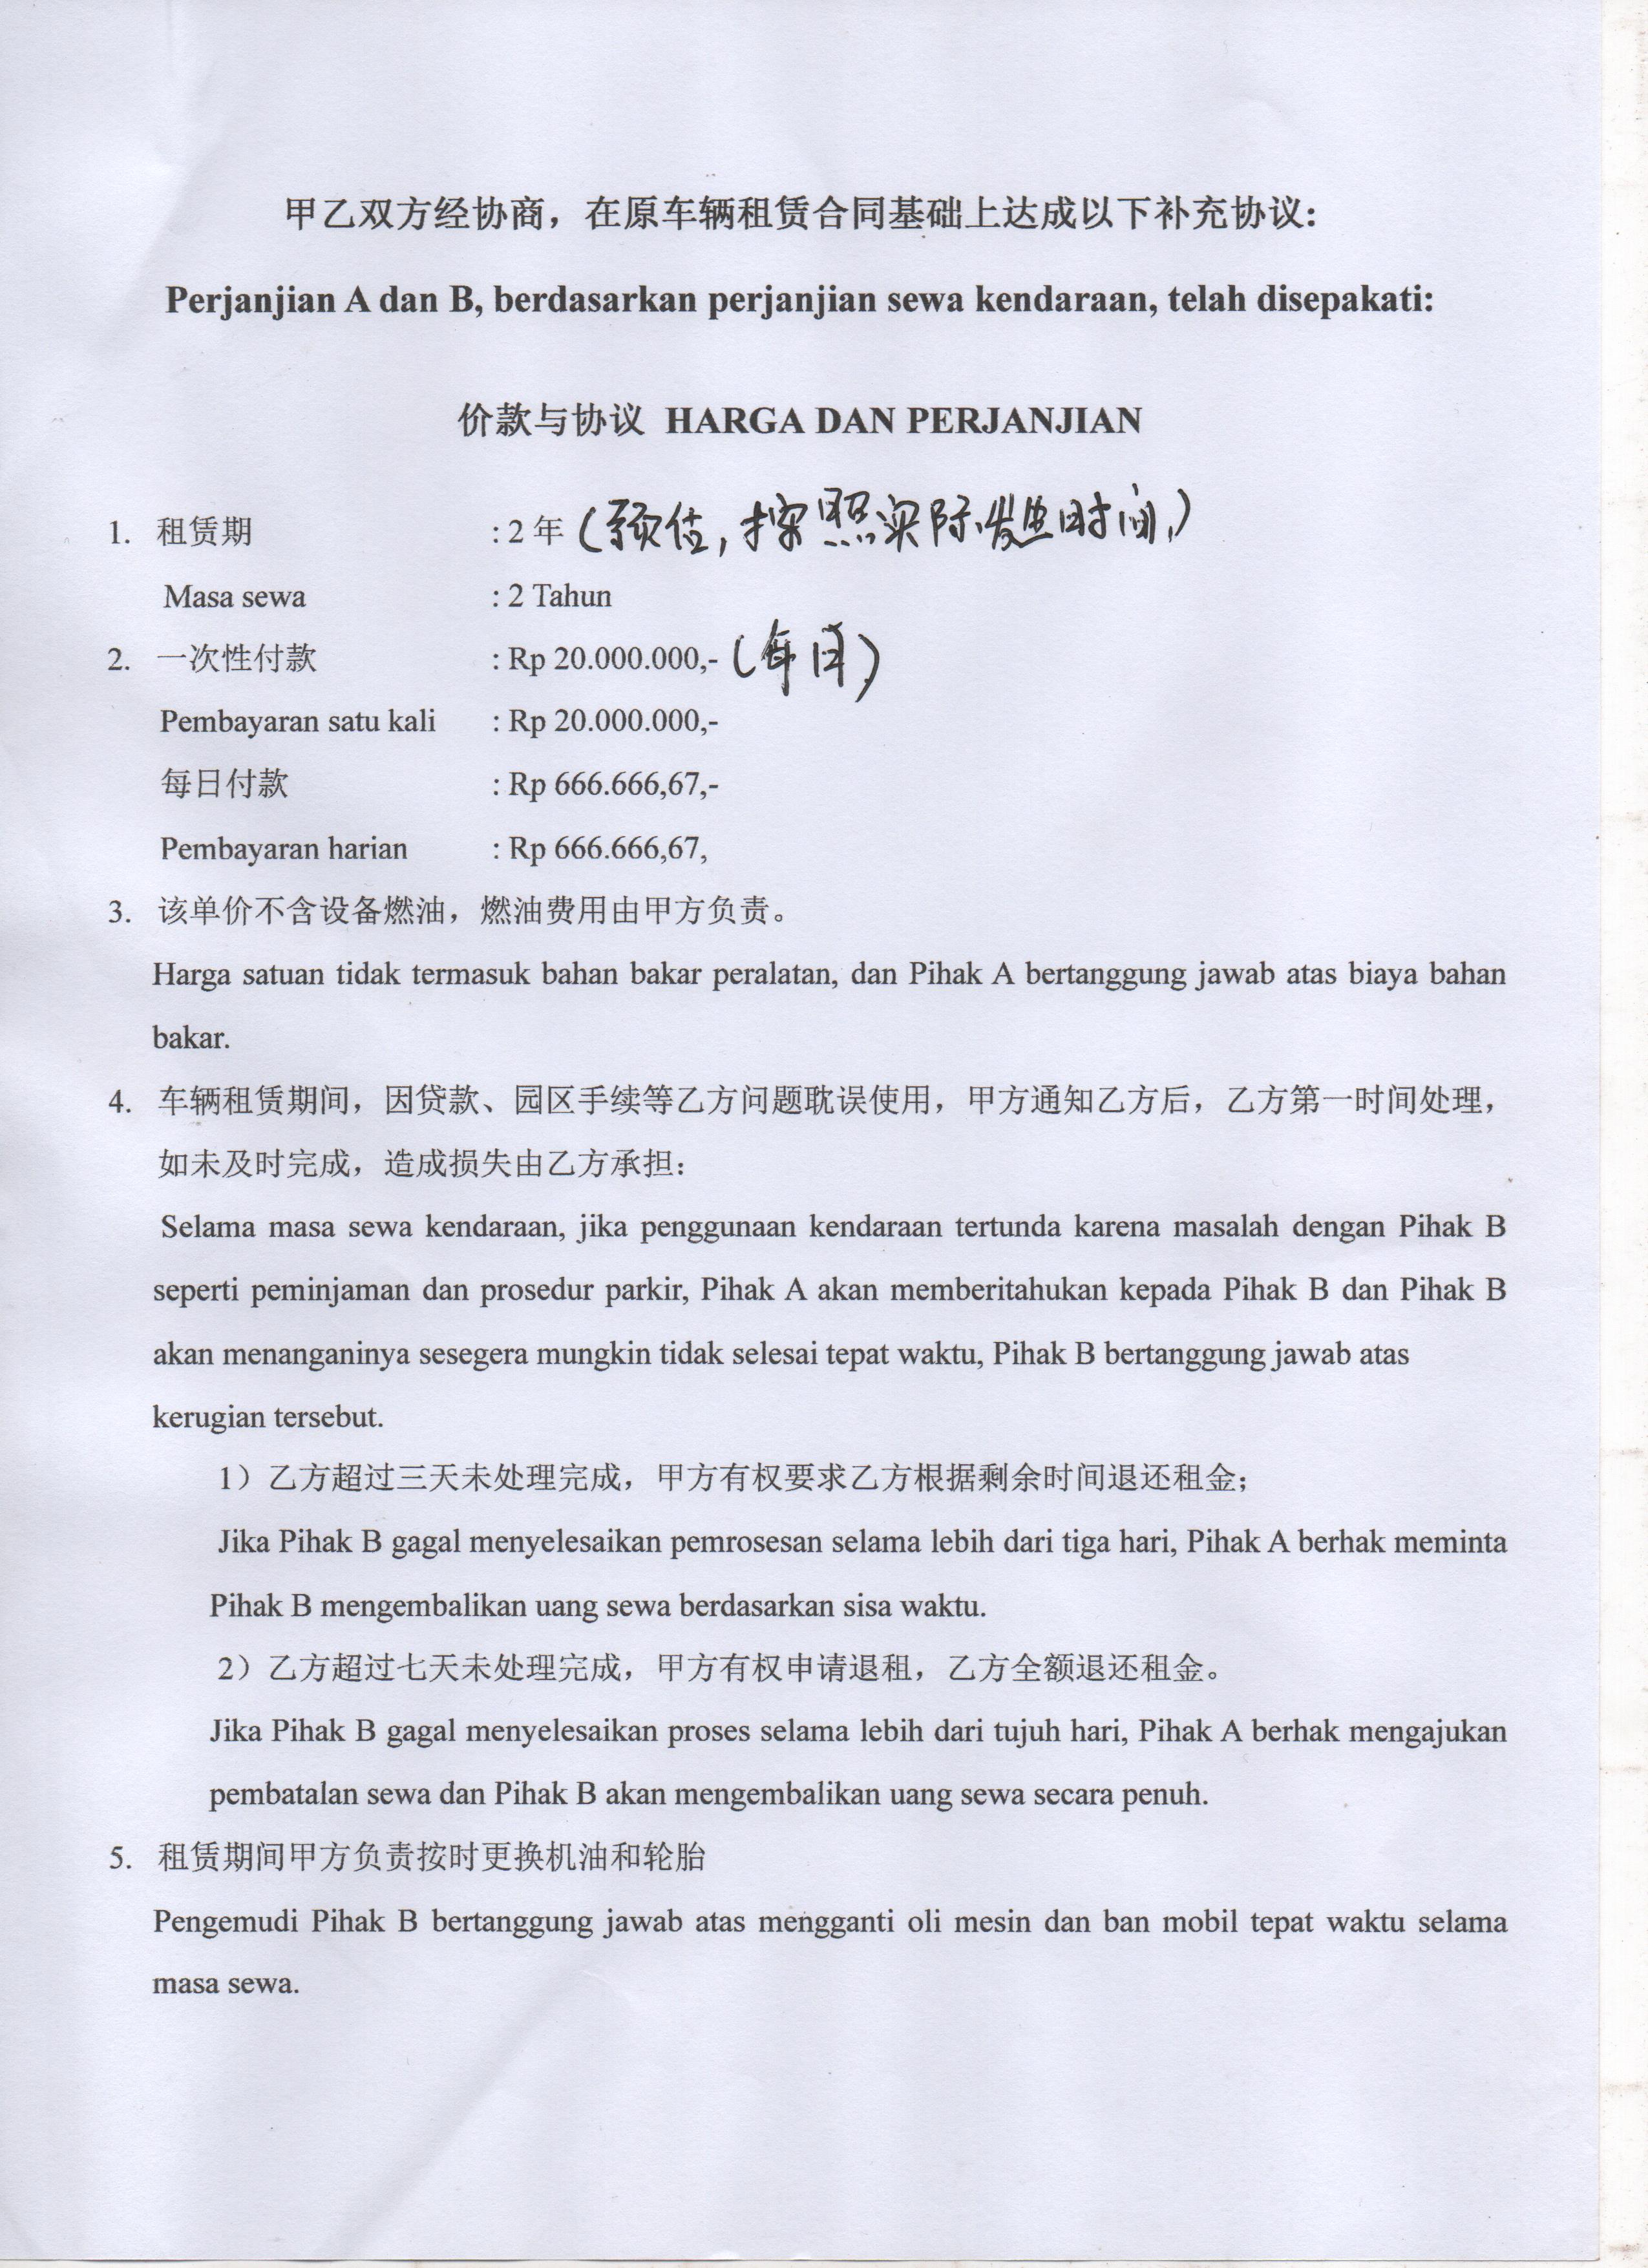 甲乙双方经协商，在原车辆租赁合同基础上达成以下补充协议：
Perjanjian A dan B, berdasarkan perjanjian sewa kendaraan, telah disepakati:
价款与协议 HARGA DAN PERJANJIAN
1. 租赁期 : 2 年 (预估，按照实际发生时间,)
Masa sewa : 2 Tahun
2. 一次性付款 : Rp 20.000.000,- (每月)
Pembayaran satu kali : Rp 20.000.000,-
每日付款 : Rp 666.666,67,-
Pembayaran harian : Rp 666.666,67,
3. 该单价不含设备燃油，燃油费用由甲方负责。
Harga satuan tidak termasuk bahan bakar peralatan, dan Pihak A bertanggung jawab atas biaya bahan
bakar.
4. 车辆租赁期间，因贷款、园区手续等乙方问题耽误使用，甲方通知乙方后，乙方第一时间处理，
如未及时完成，造成损失由乙方承担：
Selama masa sewa kendaraan, jika penggunaan kendaraan tertunda karena masalah dengan Pihak B
seperti peminjaman dan prosedur parkir, Pihak A akan memberitahukan kepada Pihak B dan Pihak B
akan menanganinya sesegera mungkin tidak selesai tepat waktu, Pihak B bertanggung jawab atas
kerugian tersebut.
1）乙方超过三天未处理完成，甲方有权要求乙方根据剩余时间退还租金；
Jika Pihak B gagal menyelesaikan pemrosesan selama lebih dari tiga hari, Pihak A berhak meminta
Pihak B mengembalikan uang sewa berdasarkan sisa waktu.
2）乙方超过七天未处理完成，甲方有权申请退租，乙方全额退还租金。
Jika Pihak B gagal menyelesaikan proses selama lebih dari tujuh hari, Pihak A berhak mengajukan
pembatalan sewa dan Pihak B akan mengembalikan uang sewa secara penuh.
5. 租赁期间甲方负责按时更换机油和轮胎
Pengemudi Pihak B bertanggung jawab atas mengganti oli mesin dan ban mobil tepat waktu selama
masa sewa.